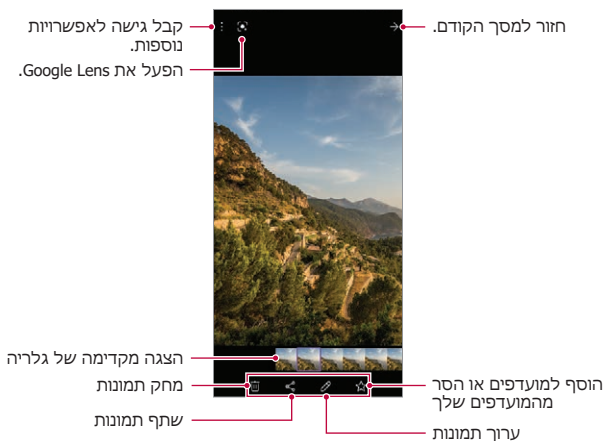 חזור למסך הקודם.
קבל גישה לאפשרויות
נוספות.
הפעל את Google Lens.
הצגה מקדימה של גלריה
מחק תמונות
שתף תמונות
הוסף למועדפים או הסר
מהמועדפים שלך
ערוך תמונות